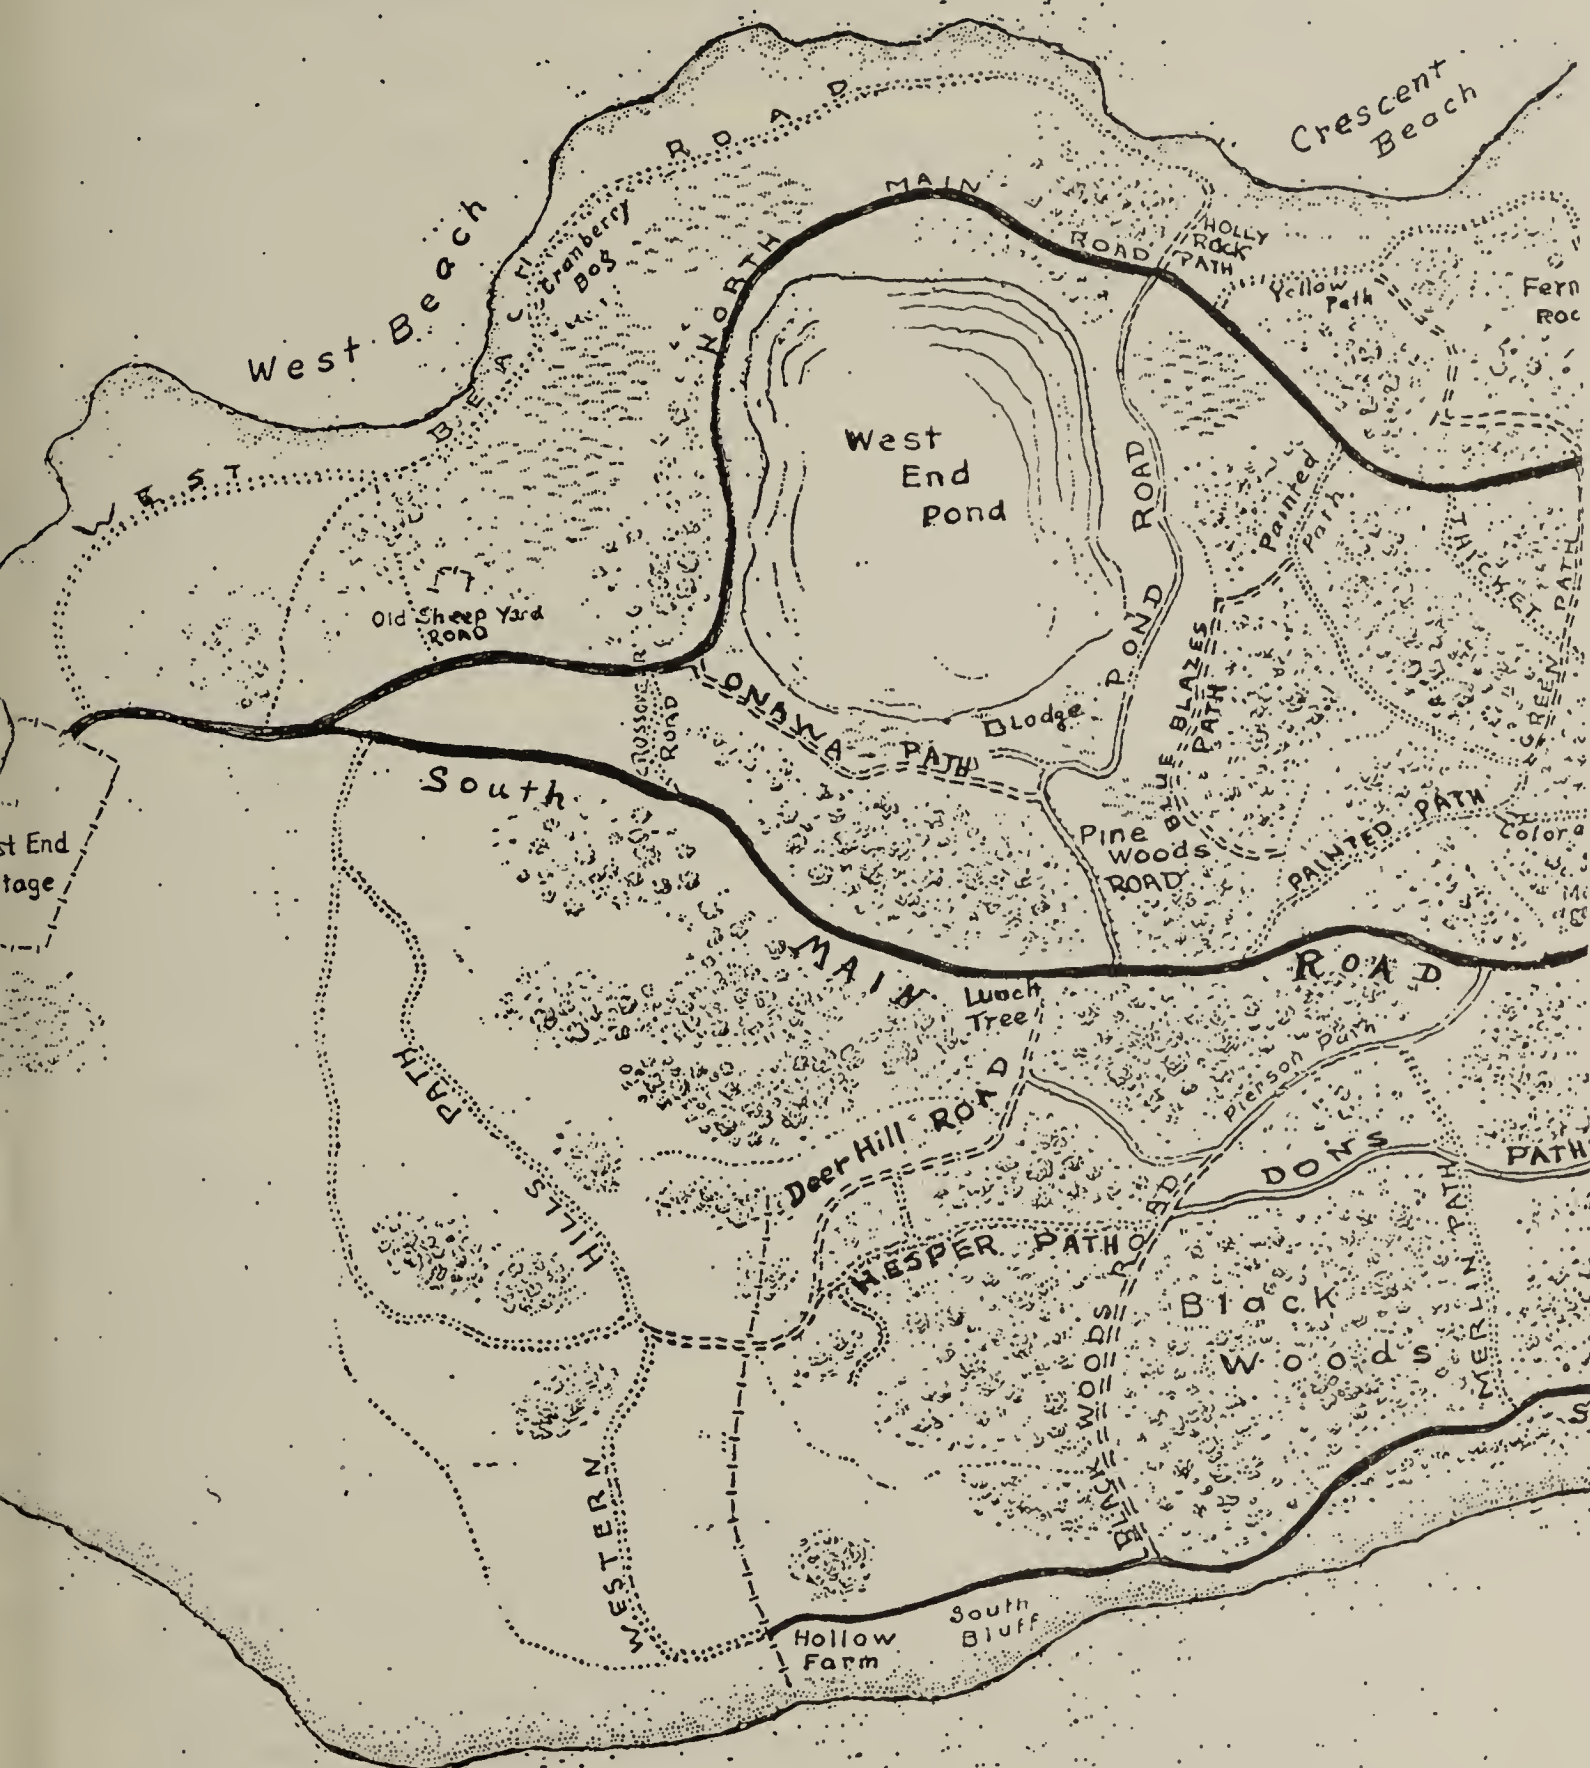 Crescent
Beach
ROAD
MAIN
West Beach
Cranberry
Bog
HOLLY
ROCK
PATH
ROAD
NORTH
Yellow
Path
Fern
WEST BEACH
West
End
Pond
POND ROAD
Painted
Path
THICKET
GREEN PATH
Old Sheep Yard
ROAD
CROSSOVER
ROAD
ONAWA PATH
Lodge
BLUE BLAZES
PATH
South
st End
tage
Pine
Woods
ROAD
PAINTED PATH
MAIN
ROAD
Lunch
Tree
Pierson Path
Deer Hill ROAD
DON'S
PATH
HILLS PATH
HESPER PATH
MERLIN PATH
Black
Woods
BLACK WOODS ROAD
WESTERN
South
Bluff
Hollow
Farm